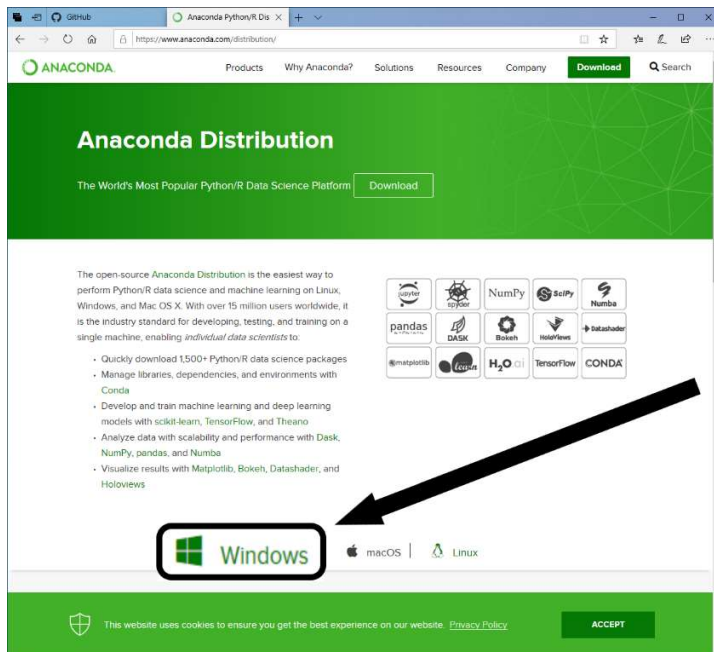 GitHub
Anaconda Python/R Dis
https://www.anaconda.com/distribution/
ANACONDA. Products Why Anaconda? Solutions Resources Company Download Search
Anaconda Distribution
The World's Most Popular Python/R Data Science Platform Download
The open-source Anaconda Distribution is the easiest way to
perform Python/R data science and machine learning on Linux,
Windows, and Mac OS X. With over 15 million users worldwide, it
is the industry standard for developing, testing, and training on a
single machine, enabling individual data scientists to:
• Quickly download 1,500+ Python/R data science packages
• Manage libraries, dependencies, and environments with
Conda
• Develop and train machine learning and deep learning
models with scikit-learn, TensorFlow, and Theano
• Analyze data with scalability and performance with Dask,
NumPy, pandas, and Numba
• Visualize results with Matplotlib, Bokeh, Datashader, and
Holoviews
jupyter spyder NumPy SciPy Numba
pandas DASK Bokeh HoloViews Datashader
matplotlib learn H2O.ai TensorFlow CONDA
Windows macOS | Linux
This website uses cookies to ensure you get the best experience on our website. Privacy Policy ACCEPT